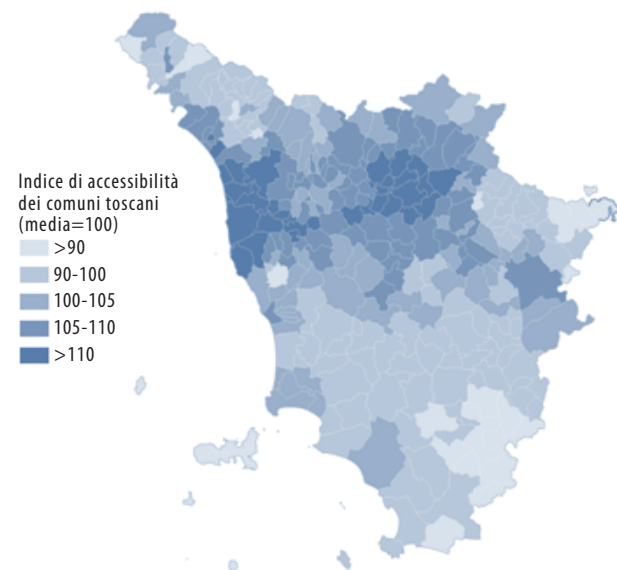 Indice di accessibilità
dei comuni toscani
(media=100)
>90
90-100
100-105
105-110
>110